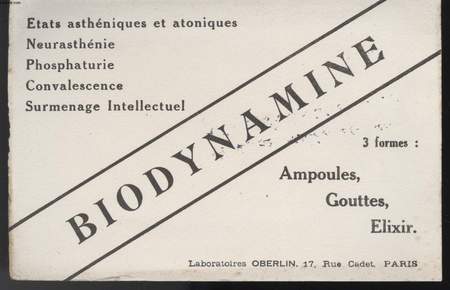 Etats asthéniques et atoniques
Neurasthénie
Phosphaturie
Convalescence
Surmenage Intellectuel
BIODYNAMINE
3 formes :
Ampoules,
Gouttes,
Elixir.
Laboratoires OBERLIN, 17, Rue Cadet, PARIS